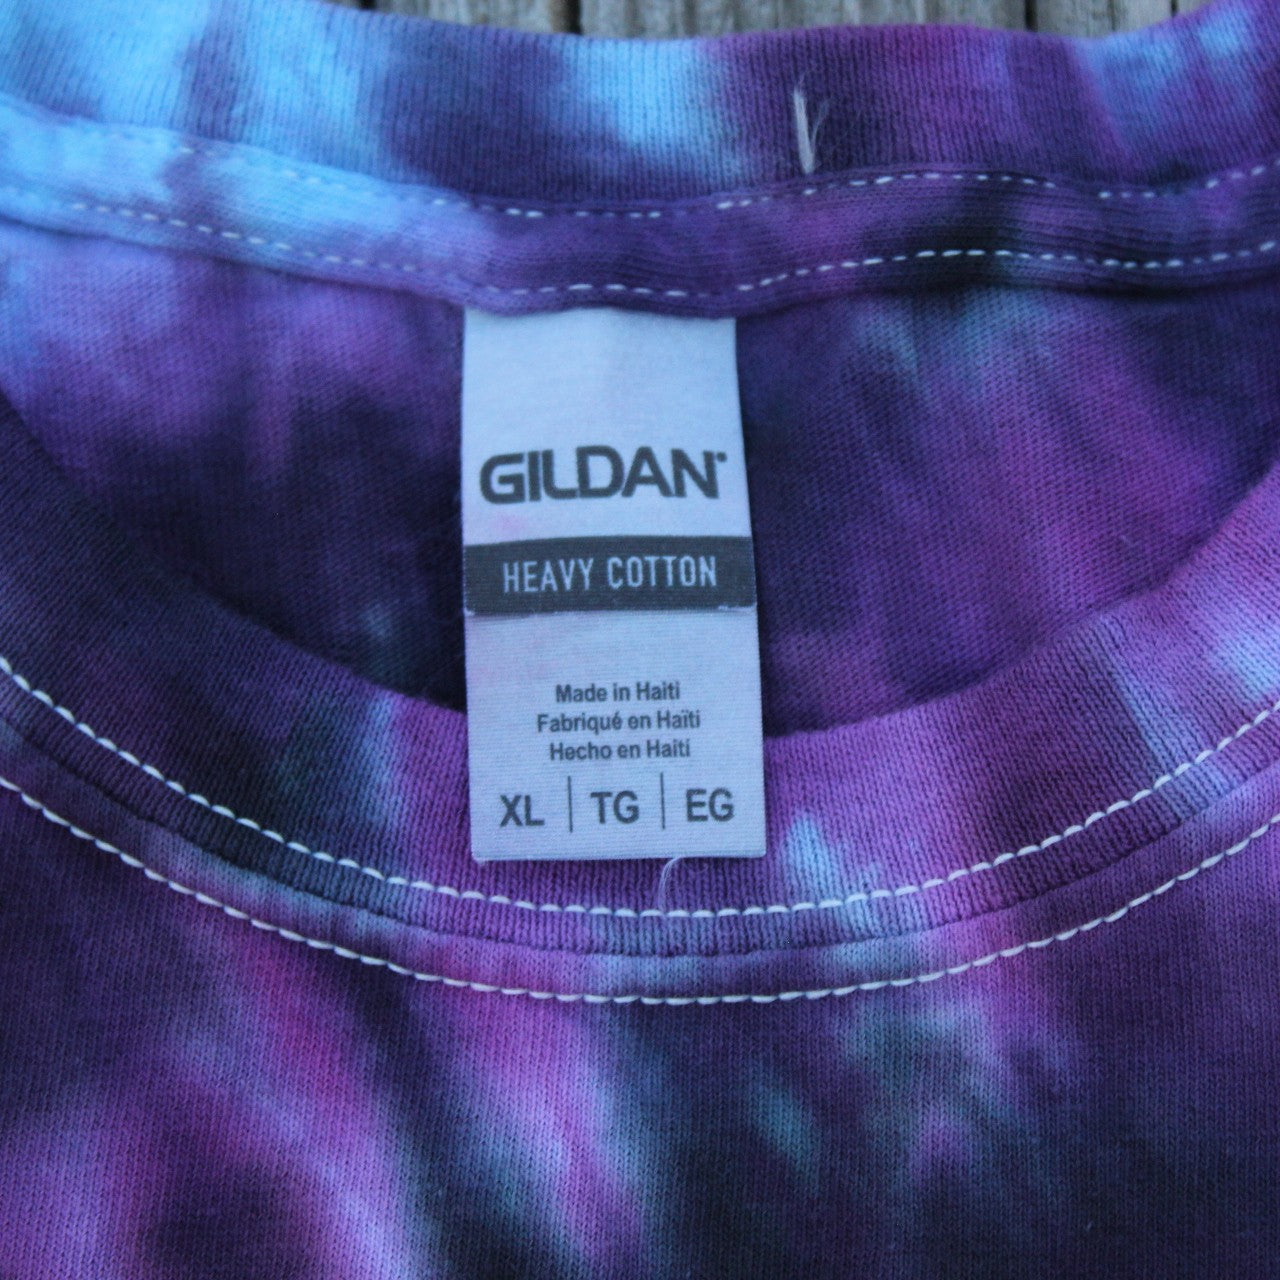 GILDAN®
HEAVY COTTON
Made in Haiti
Fabriqué en Haïti
Hecho en Haití
XL | TG | EG